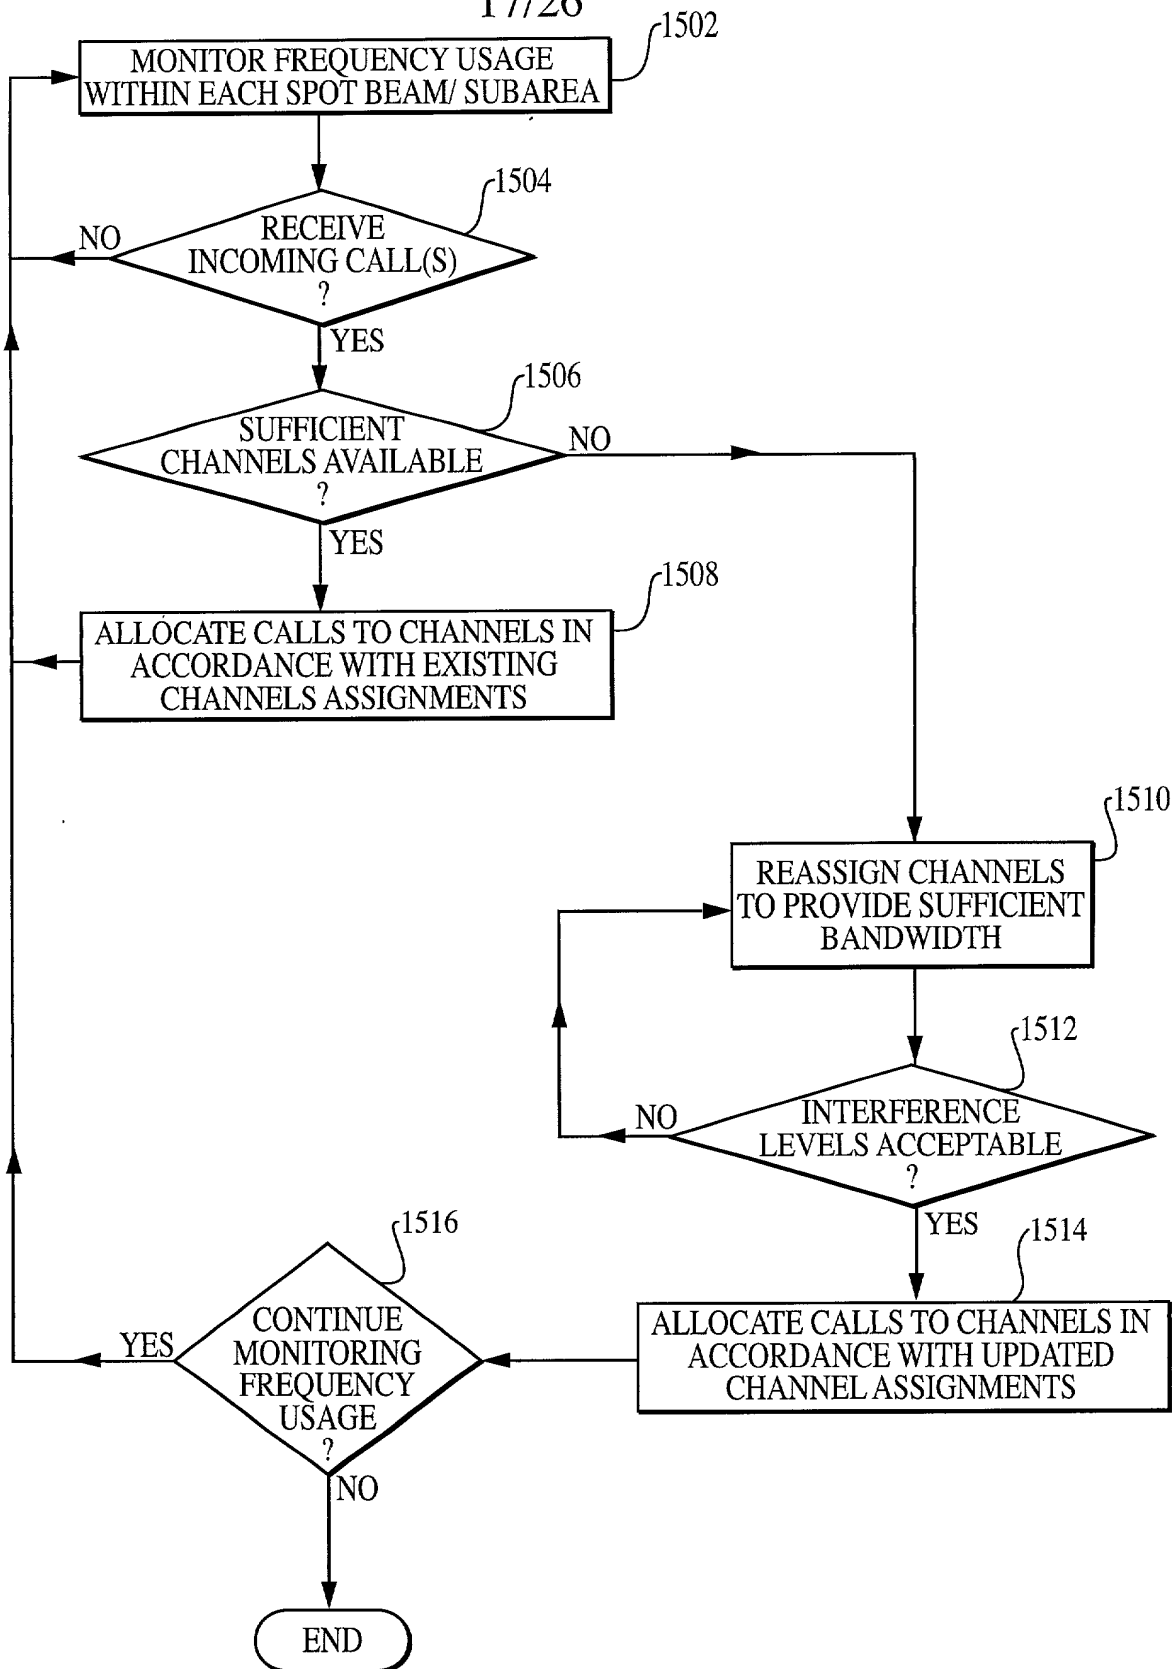 17/26
1502
MONITOR FREQUENCY USAGE
WITHIN EACH SPOT BEAM/ SUBAREA
1504
RECEIVE
INCOMING CALL(S)
?
NO
YES
1506
SUFFICIENT
CHANNELS AVAILABLE
?
NO
YES
1508
ALLOCATE CALLS TO CHANNELS IN
ACCORDANCE WITH EXISTING
CHANNELS ASSIGNMENTS
1510
REASSIGN CHANNELS
TO PROVIDE SUFFICIENT
BANDWIDTH
1512
INTERFERENCE
LEVELS ACCEPTABLE
?
NO
YES
1514
ALLOCATE CALLS TO CHANNELS IN
ACCORDANCE WITH UPDATED
CHANNEL ASSIGNMENTS
1516
CONTINUE
MONITORING
FREQUENCY
USAGE
?
YES
NO
END